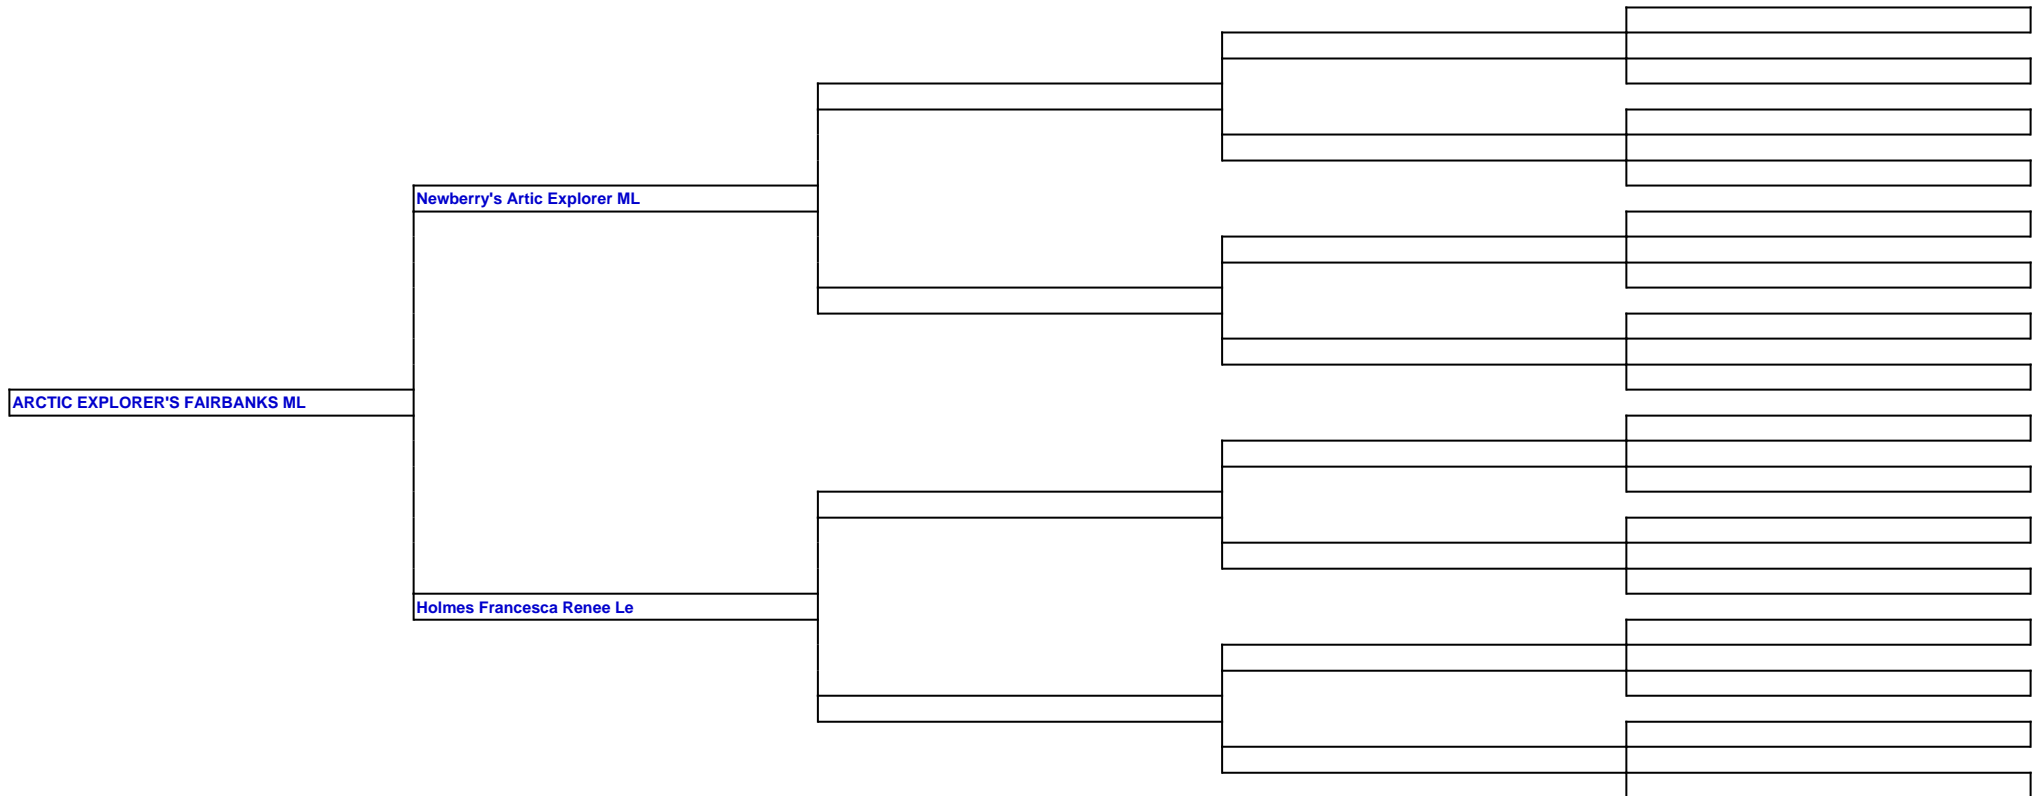 Newberry's Artic Explorer ML
ARCTIC EXPLORER'S FAIRBANKS ML
Holmes Francesca Renee Le